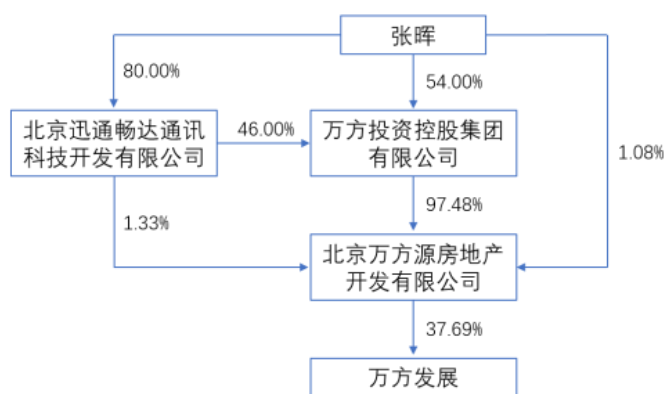 张晖
80.00%
54.00%
北京迅通畅达通讯
科技开发有限公司
46.00%
万方投资控股集团
有限公司
1.08%
1.33%
97.48%
北京万方源房地产
开发有限公司
37.69%
万方发展